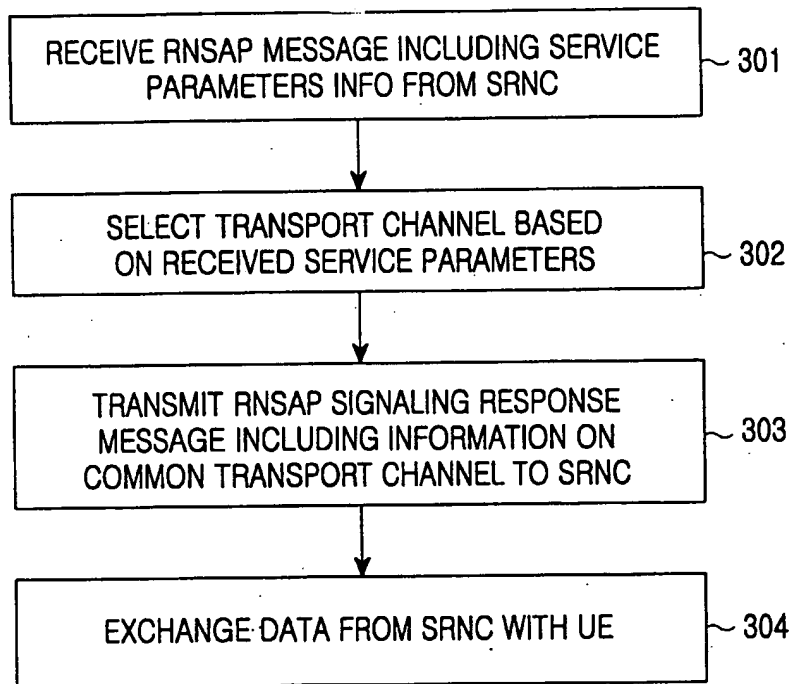 RECEIVE RNSAP MESSAGE INCLUDING SERVICE
PARAMETERS INFO FROM SRNC
301
SELECT TRANSPORT CHANNEL BASED
ON RECEIVED SERVICE PARAMETERS
302
TRANSMIT RNSAP SIGNALING RESPONSE
MESSAGE INCLUDING INFORMATION ON
COMMON TRANSPORT CHANNEL TO SRNC
303
EXCHANGE DATA FROM SRNC WITH UE
304